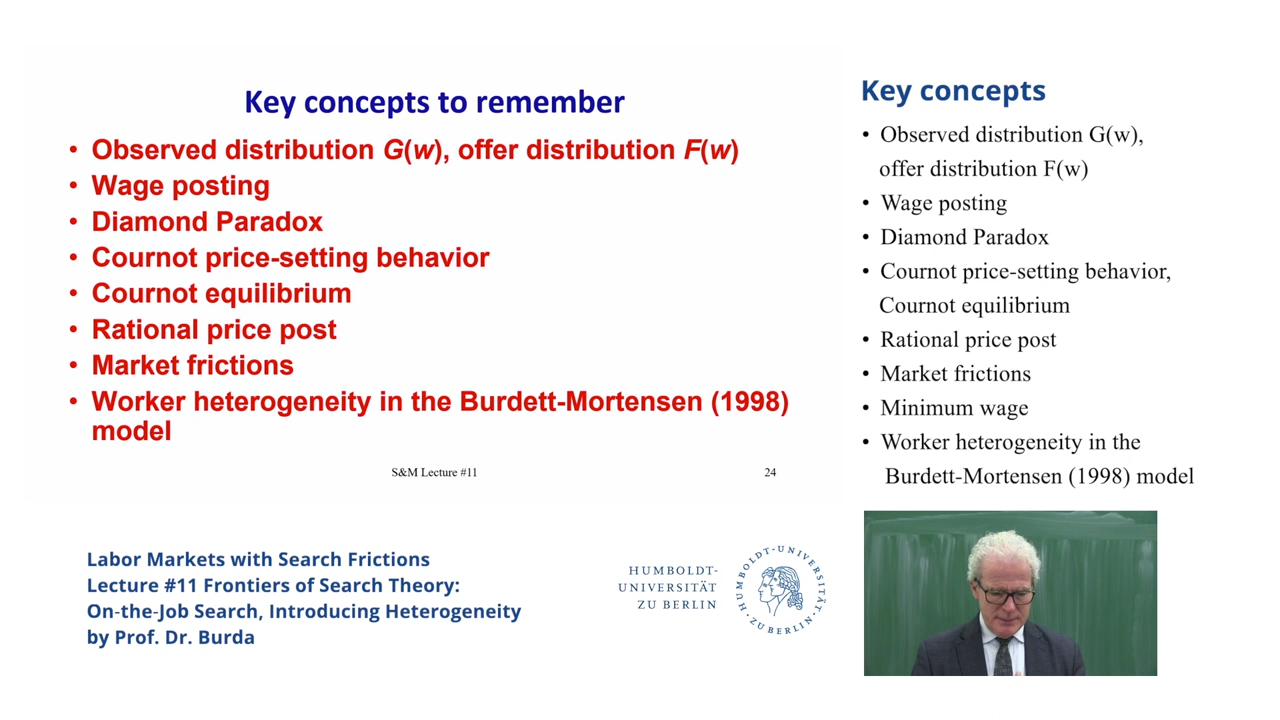 Key concepts to remember
• Observed distribution G(w), offer distribution F(w)
• Wage posting
• Diamond Paradox
• Cournot price-setting behavior
• Cournot equilibrium
• Rational price post
• Market frictions
• Worker heterogeneity in the Burdett-Mortensen (1998)
model
S&M Lecture #11
24
Key concepts
• Observed distribution G(w),
offer distribution F(w)
• Wage posting
• Diamond Paradox
• Cournot price-setting behavior,
Cournot equilibrium
• Rational price post
• Market frictions
• Minimum wage
• Worker heterogeneity in the
Burdett-Mortensen (1998) model
Labor Markets with Search Frictions
Lecture #11 Frontiers of Search Theory:
On-the-Job Search, Introducing Heterogeneity
by Prof. Dr. Burda
HUMBOLDT-
UNIVERSITÄT
ZU BERLIN
HUMBOLDT-UNIVERSITÄT
ZU BERLIN